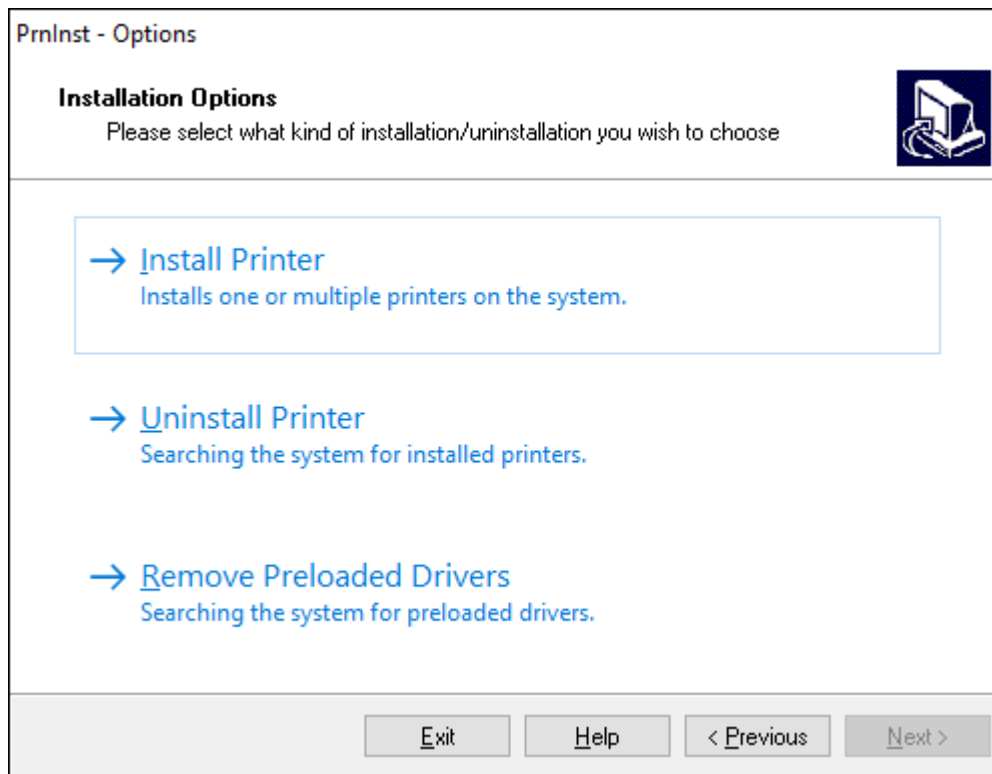 PrnInst - Options
Installation Options
Please select what kind of installation/uninstallation you wish to choose
Install Printer
Installs one or multiple printers on the system.
Uninstall Printer
Searching the system for installed printers.
Remove Preloaded Drivers
Searching the system for preloaded drivers.
Exit Help < Previous Next >